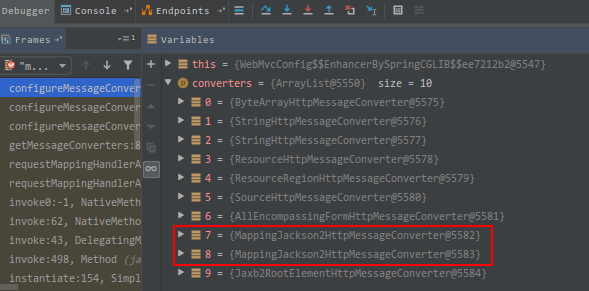 Debugger Console →* Endpoints →*
Frames →* Variables
"m...
this = {WebMvcConfig$$EnhancerBySpringCGLIB$$ee7212b2@5547}
configureMessageConver converters = {ArrayList@5550} size = 10
configureMessageConver 0 = {ByteArrayHttpMessageConverter@5575}
configureMessageConver 1 = {StringHttpMessageConverter@5576}
getMessageConverters:8 2 = {StringHttpMessageConverter@5577}
requestMappingHandlerA 3 = {ResourceHttpMessageConverter@5578}
requestMappingHandlerA 4 = {ResourceRegionHttpMessageConverter@5579}
invoke0:-1, NativeMeth 5 = {SourceHttpMessageConverter@5580}
invoke:62, NativeMetho 6 = {AllEncompassingFormHttpMessageConverter@5581}
invoke:43, DelegatingM 7 = {MappingJackson2HttpMessageConverter@5582}
invoke:498, Method (ja 8 = {MappingJackson2HttpMessageConverter@5583}
instantiate:154, Simpl 9 = {Jaxb2RootElementHttpMessageConverter@5584}